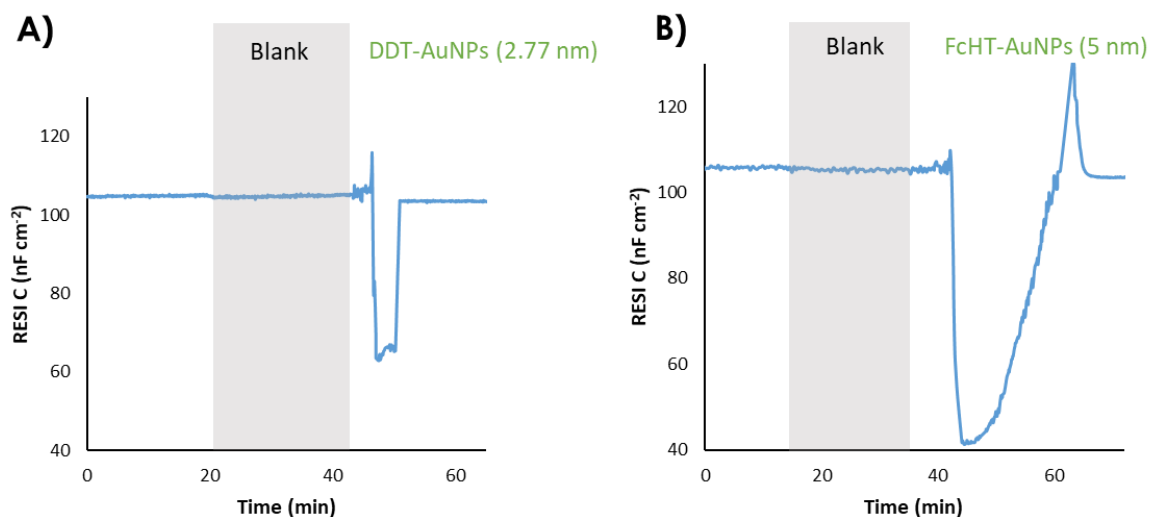 A)
Blank
DDT-AuNPs (2.77 nm)
RESI C (nF cm⁻²)
120
100
80
60
40
0 20 40 60
Time (min)
B)
Blank
FcHT-AuNPs (5 nm)
RESI C (nF cm⁻²)
120
100
80
60
40
0 20 40 60
Time (min)